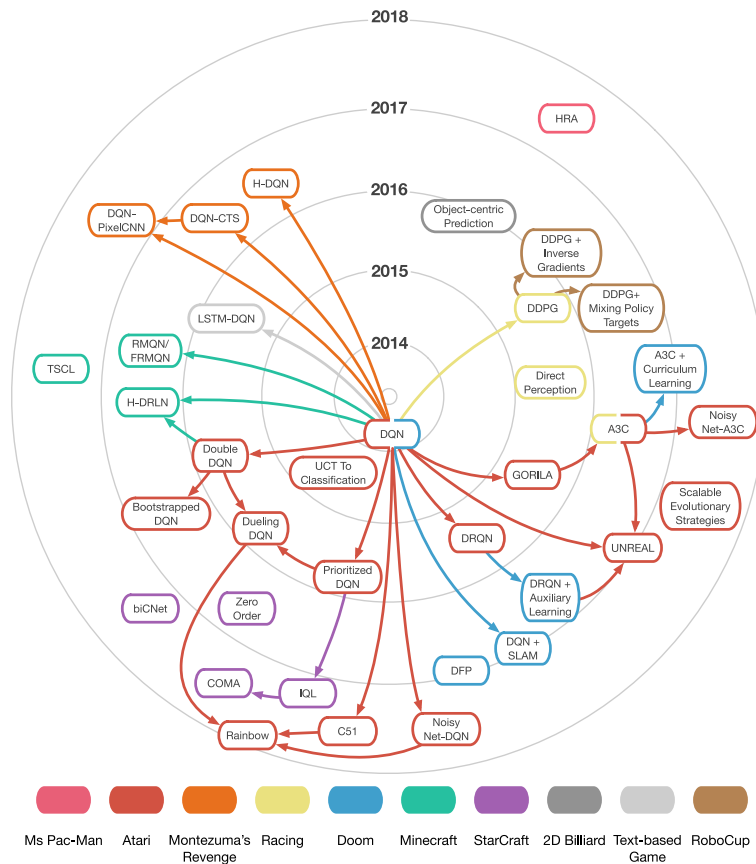 2018
2017
HRA
2016
H-DQN
DQN-
PixelCNN
DQN-CTS
Object-centric
Prediction
DDPG +
Inverse
Gradients
2015
DDPG
DDPG+
Mixing Policy
Targets
LSTM-DQN
2014
RMQN/
FRMQN
TSCL
A3C +
Curriculum
Learning
Direct
Perception
H-DRLN
DQN
A3C
Noisy
Net-A3C
Double
DQN
UCT To
Classification
GORILA
Bootstrapped
DQN
Scalable
Evolutionary
Strategies
Dueling
DQN
DRQN
UNREAL
Prioritized
DQN
DRQN +
Auxiliary
Learning
biCNet
Zero
Order
DQN +
SLAM
DFP
COMA
IQL
Rainbow
C51
Noisy
Net-DQN
Ms Pac-Man
Atari
Montezuma's
Revenge
Racing
Doom
Minecraft
StarCraft
2D Billiard
Text-based
Game
RoboCup